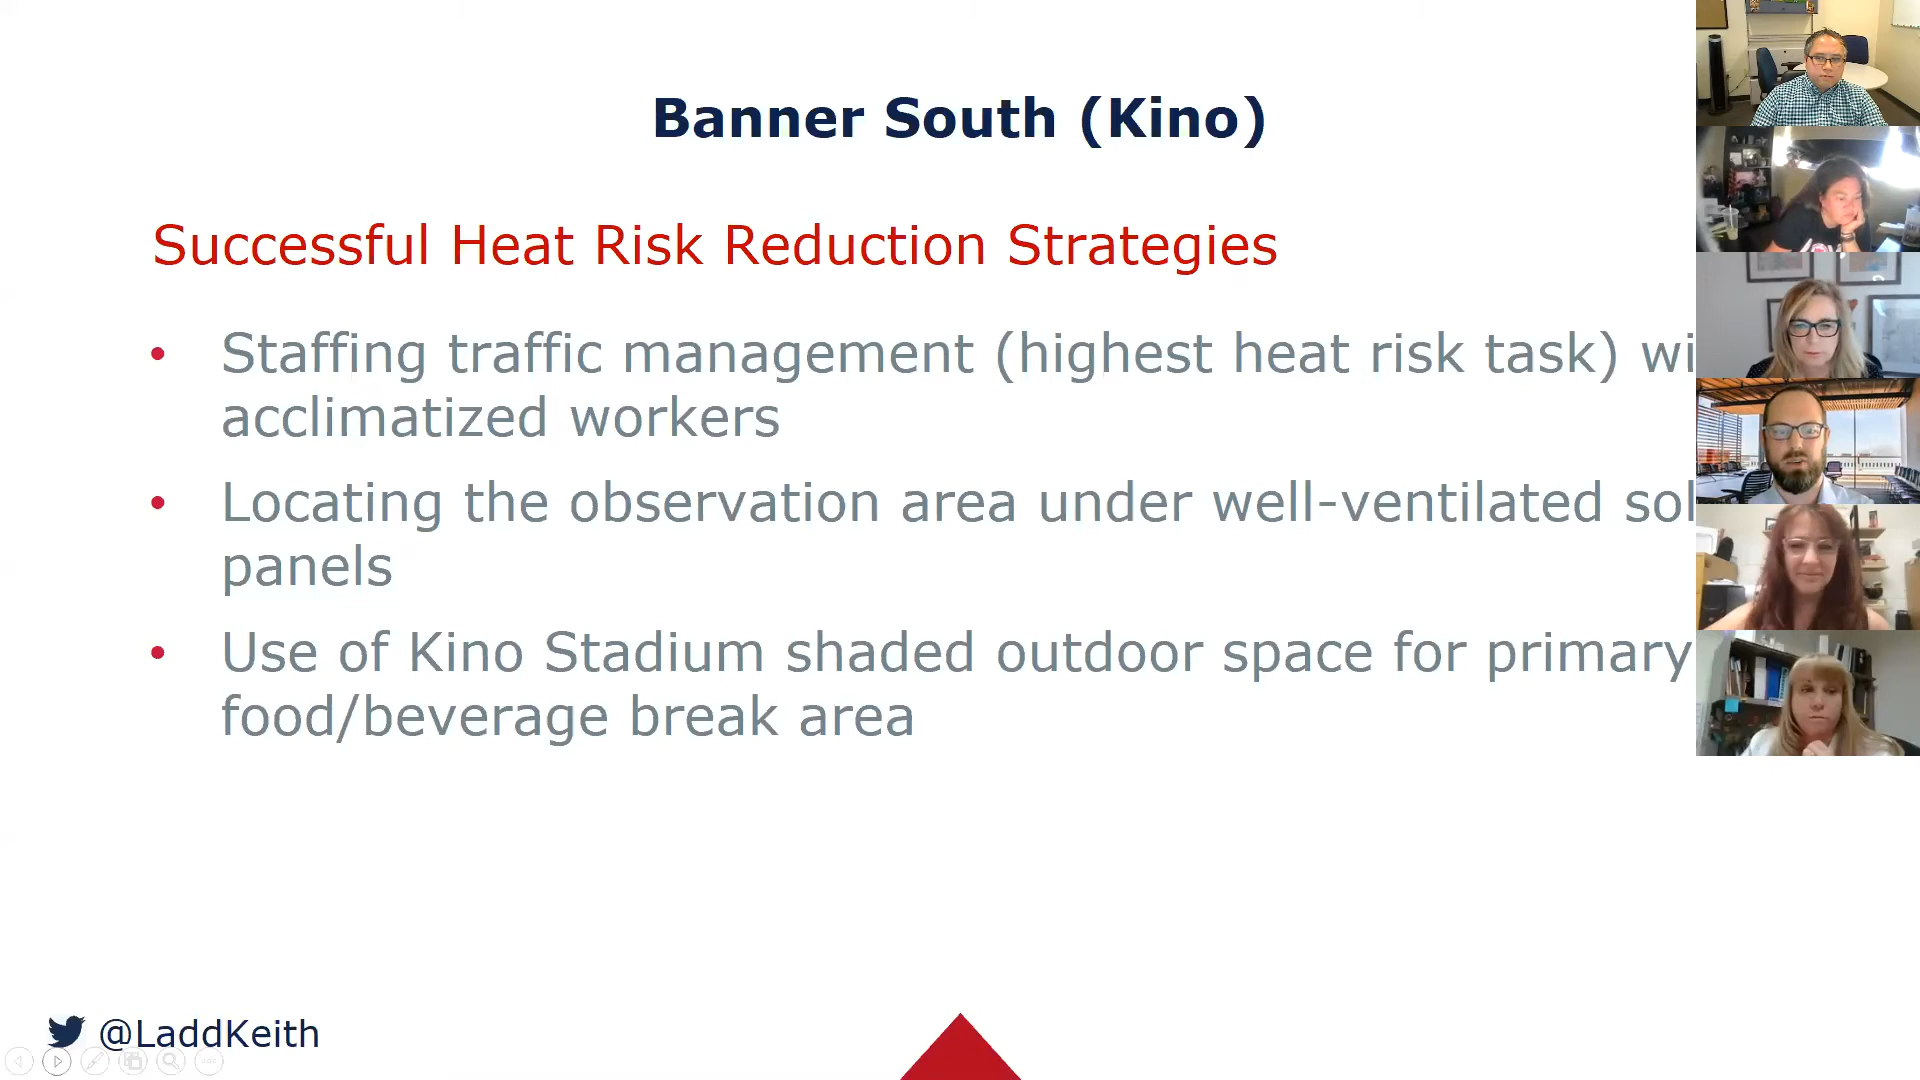 Banner South (Kino)
Successful Heat Risk Reduction Strategies
• Staffing traffic management (highest heat risk task) wi
acclimatized workers
• Locating the observation area under well-ventilated sol
panels
• Use of Kino Stadium shaded outdoor space for primary
food/beverage break area
@LaddKeith